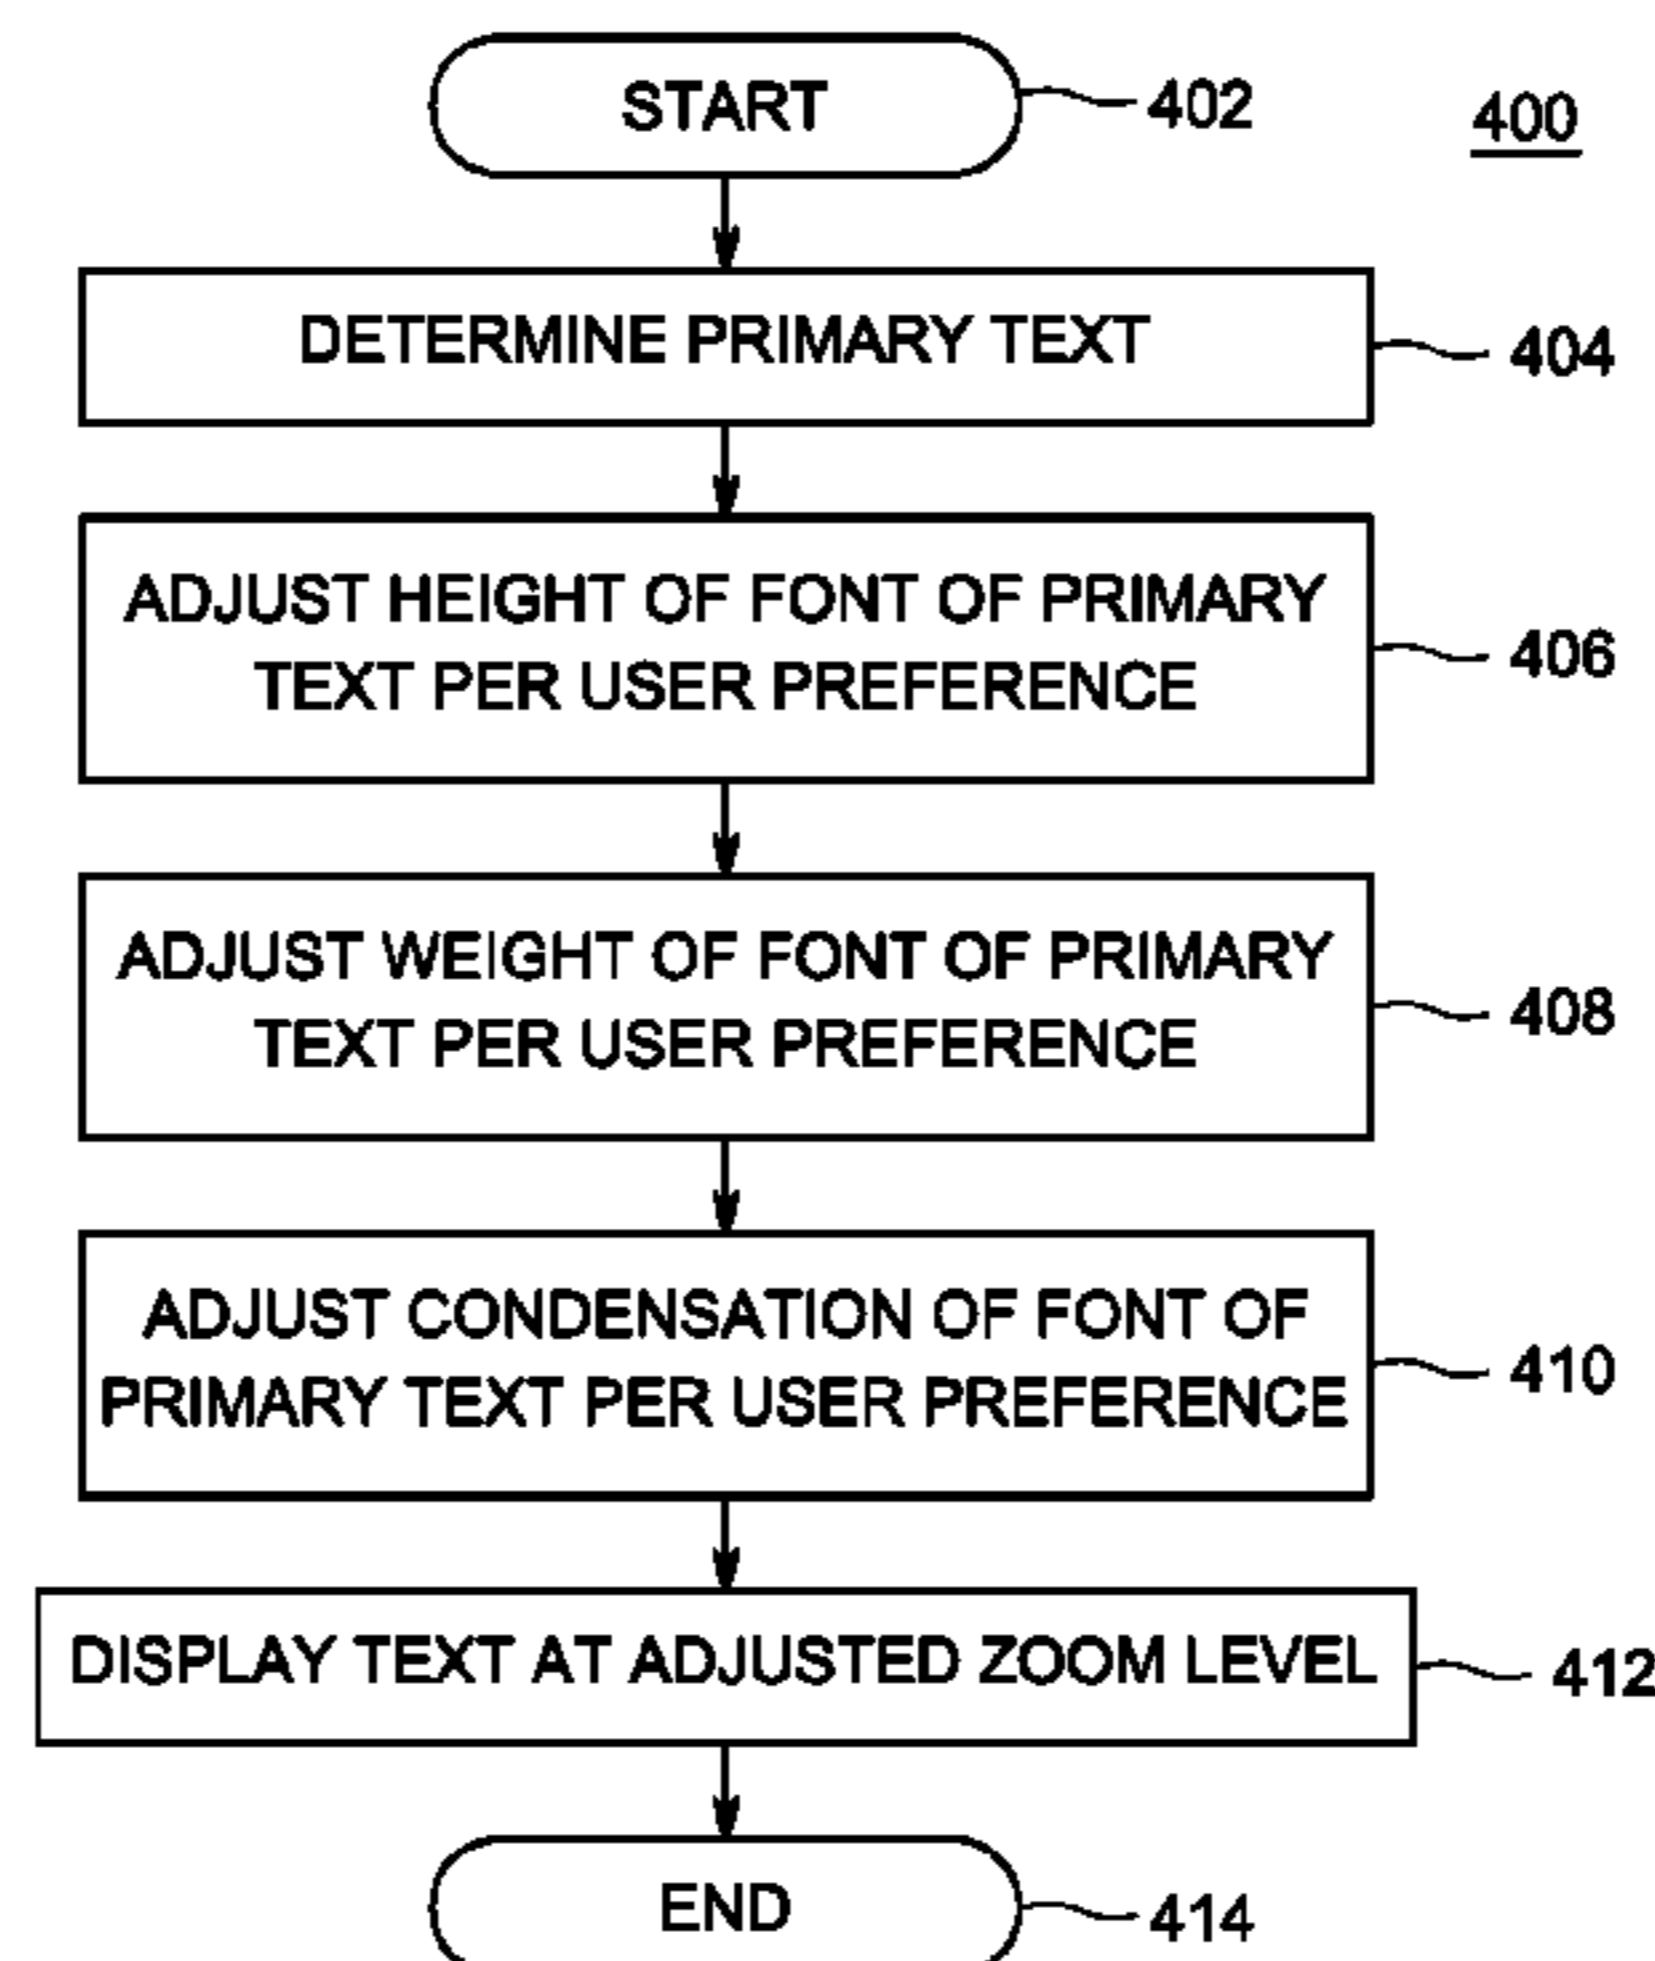 START
402
400
DETERMINE PRIMARY TEXT
404
ADJUST HEIGHT OF FONT OF PRIMARY
TEXT PER USER PREFERENCE
406
ADJUST WEIGHT OF FONT OF PRIMARY
TEXT PER USER PREFERENCE
408
ADJUST CONDENSATION OF FONT OF
PRIMARY TEXT PER USER PREFERENCE
410
DISPLAY TEXT AT ADJUSTED ZOOM LEVEL
412
END
414